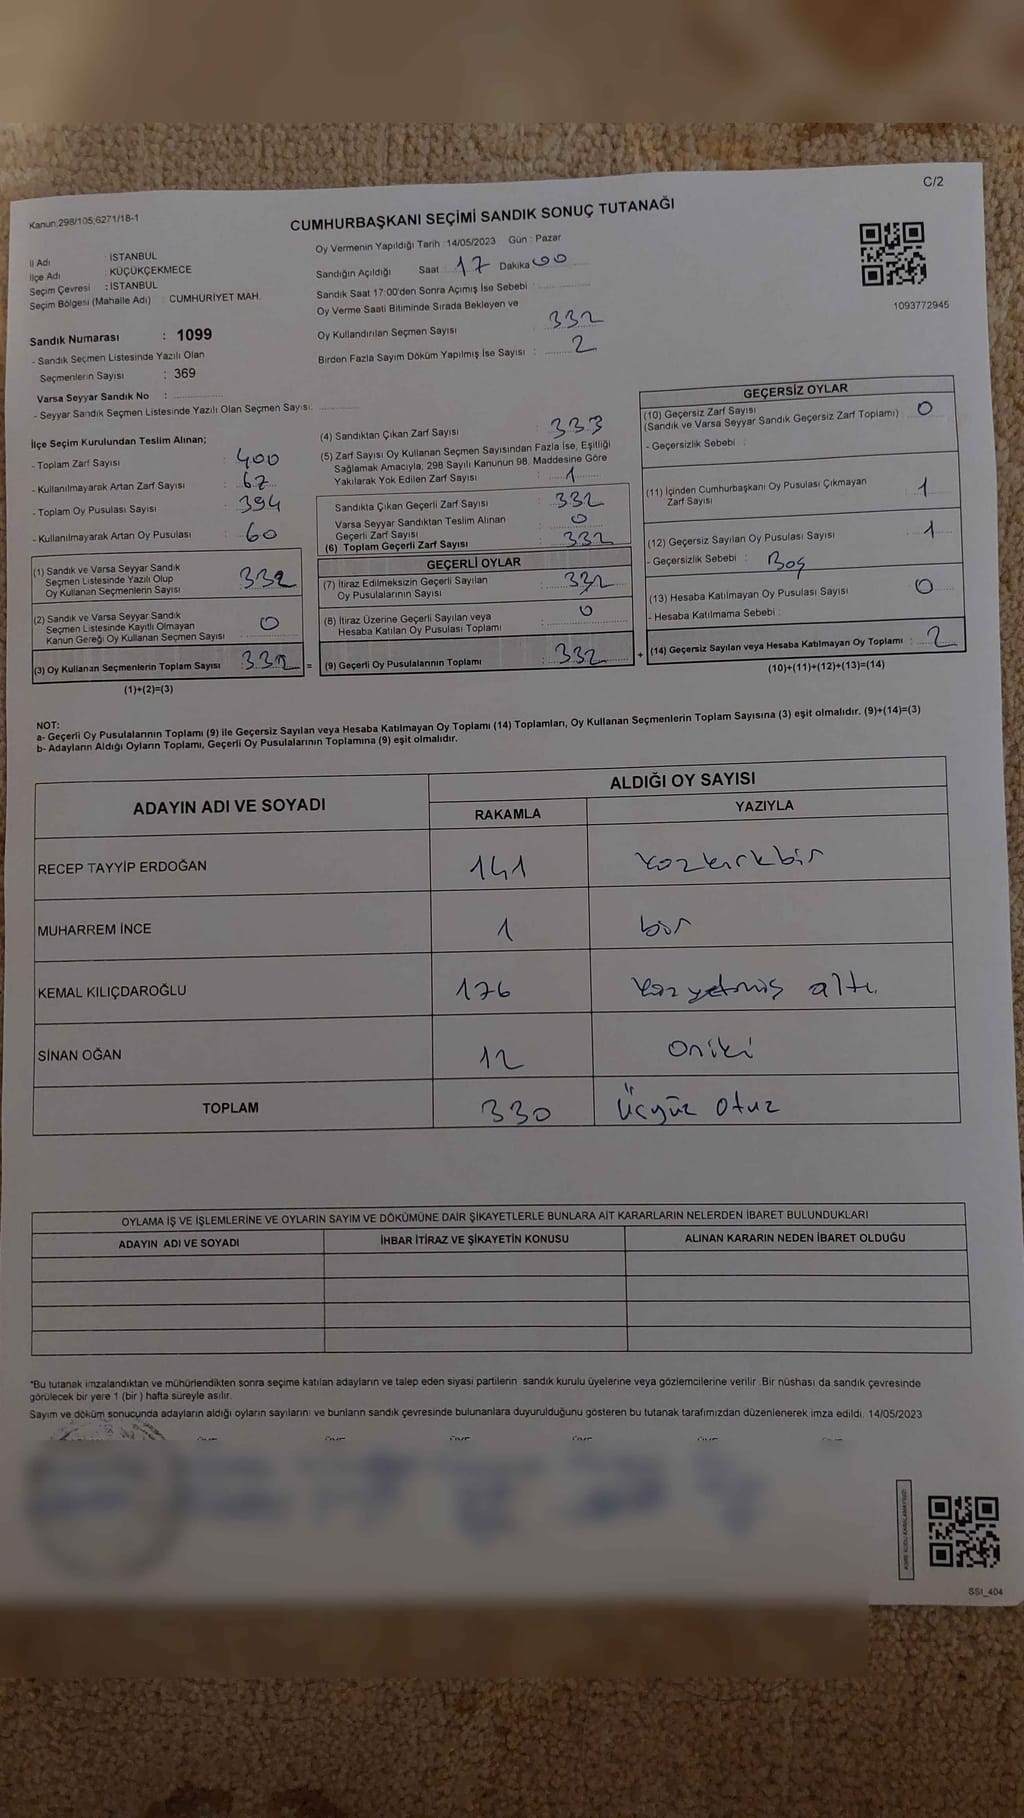 C/2
Kanun:298/105,6271/18-1
CUMHURBAŞKANI SEÇİMİ SANDIK SONUÇ TUTANAĞI
İl Adı : İSTANBUL
İlçe Adı : KÜÇÜKÇEKMECE
Seçim Çevresi : İSTANBUL
Seçim Bölgesi (Mahalle Adı) : CUMHURİYET MAH.
Sandık Numarası : 1099
- Sandık Seçmen Listesinde Yazılı Olan
Seçmenlerin Sayısı : 369
Varsa Seyyar Sandık No :
- Seyyar Sandık Seçmen Listesinde Yazılı Olan Seçmen Sayısı:
Oy Vermenin Yapıldığı Tarih : 14/05/2023 Gün : Pazar
Sandığın Açıldığı Saat 17 Dakika 00
Sandık Saat 17:00'den Sonra Açımış İse Sebebi :
Oy Verme Saati Bitiminde Sırada Bekleyen ve
Oy Kullandırılan Seçmen Sayısı : 332
Birden Fazla Sayım Döküm Yapılmış İse Sayısı : 2
1093772945
İlçe Seçim Kurulundan Teslim Alınan;
- Toplam Zarf Sayısı : 400
- Kullanılmayarak Artan Zarf Sayısı : 67
- Toplam Oy Pusulası Sayısı : 394
- Kullanılmayarak Artan Oy Pusulası : 60
(1) Sandık ve Varsa Seyyar Sandık
Seçmen Listesinde Yazılı Olup
Oy Kullanan Seçmenlerin Sayısı : 332
(2) Sandık ve Varsa Seyyar Sandık
Seçmen Listesinde Kayıtlı Olmayan
Kanun Gereği Oy Kullanan Seçmen Sayısı : 0
(3) Oy Kullanan Seçmenlerin Toplam Sayısı : 332 =
(1)+(2)=(3)
(4) Sandıktan Çıkan Zarf Sayısı : 333
(5) Zarf Sayısı Oy Kullanan Seçmen Sayısından Fazla İse, Eşitliği
Sağlamak Amacıyla; 298 Sayılı Kanunun 98. Maddesine Göre
Yakılarak Yok Edilen Zarf Sayısı : 1
Sandıkta Çıkan Geçerli Zarf Sayısı : 332
Varsa Seyyar Sandıktan Teslim Alınan
Geçerli Zarf Sayısı : 0
(6) Toplam Geçerli Zarf Sayısı : 332
GEÇERLİ OYLAR
(7) İtiraz Edilmeksizin Geçerli Sayılan
Oy Pusulalarının Sayısı : 332
(8) İtiraz Üzerine Geçerli Sayılan veya
Hesaba Katılan Oy Pusulası Toplamı : 0
(9) Geçerli Oy Pusulalarının Toplamı : 332 +
GEÇERSİZ OYLAR
(10) Geçersiz Zarf Sayısı
(Sandık ve Varsa Seyyar Sandık Geçersiz Zarf Toplamı) : 0
- Geçersizlik Sebebi :
(11) İçinden Cumhurbaşkanı Oy Pusulası Çıkmayan
Zarf Sayısı : 1
(12) Geçersiz Sayılan Oy Pusulası Sayısı : 1
- Geçersizlik Sebebi : Boş
(13) Hesaba Katılmayan Oy Pusulası Sayısı : 0
- Hesaba Katılmama Sebebi :
(14) Geçersiz Sayılan veya Hesaba Katılmayan Oy Toplamı : 2
(10)+(11)+(12)+(13)=(14)
NOT:
a- Geçerli Oy Pusulalarının Toplamı (9) ile Geçersiz Sayılan veya Hesaba Katılmayan Oy Toplamı (14) Toplamları, Oy Kullanan Seçmenlerin Toplam Sayısına (3) eşit olmalıdır. (9)+(14)=(3)
b- Adayların Aldığı Oyların Toplamı, Geçerli Oy Pusulalarının Toplamına (9) eşit olmalıdır.
ADAYIN ADI VE SOYADI ALDIĞI OY SAYISI
RAKAMLA YAZIYLA
RECEP TAYYİP ERDOĞAN 141 Yüzkırkbir
MUHARREM İNCE 1 bir
KEMAL KILIÇDAROĞLU 176 Yüzyetmiş altı
SİNAN OĞAN 12 oniki
TOPLAM 330 Üçyüz otuz
OYLAMA İŞ VE İŞLEMLERİNE VE OYLARIN SAYIM VE DÖKÜMÜNE DAİR ŞİKAYETLERLE BUNLARA AİT KARARLARIN NELERDEN İBARET BULUNDUKLARI
ADAYIN ADI VE SOYADI İHBAR İTİRAZ VE ŞİKAYETİN KONUSU ALINAN KARARIN NEDEN İBARET OLDUĞU
*Bu tutanak imzalandıktan ve mühürlendikten sonra seçime katılan adayların ve talep eden siyasi partilerin sandık kurulu üyelerine veya gözlemcilerine verilir. Bir nüshası da sandık çevresinde
görülecek bir yere 1 (bir) hafta süreyle asılır.
Sayım ve döküm sonucunda adayların aldığı oyların sayılarını ve bunların sandık çevresinde bulunanlara duyurulduğunu gösteren bu tutanak tarafımızdan düzenlenerek imza edildi. 14/05/2023
SSI_404